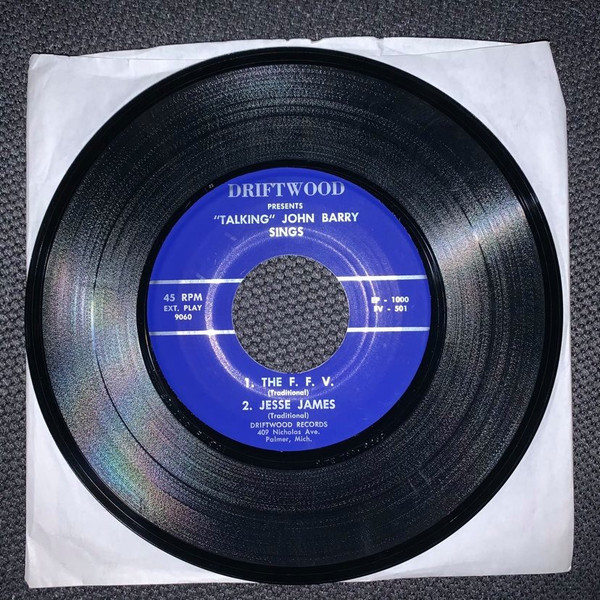 DRIFTWOOD
PRESENTS
"TALKING" JOHN BARRY
SINGS
45 RPM
EXT. PLAY
9060
EP - 1000
FV - 501
1. THE F. F. V.
(Traditional)
2. JESSE JAMES
(Traditional)
DRIFTWOOD RECORDS
409 Nicholas Ave.
Palmer, Mich.